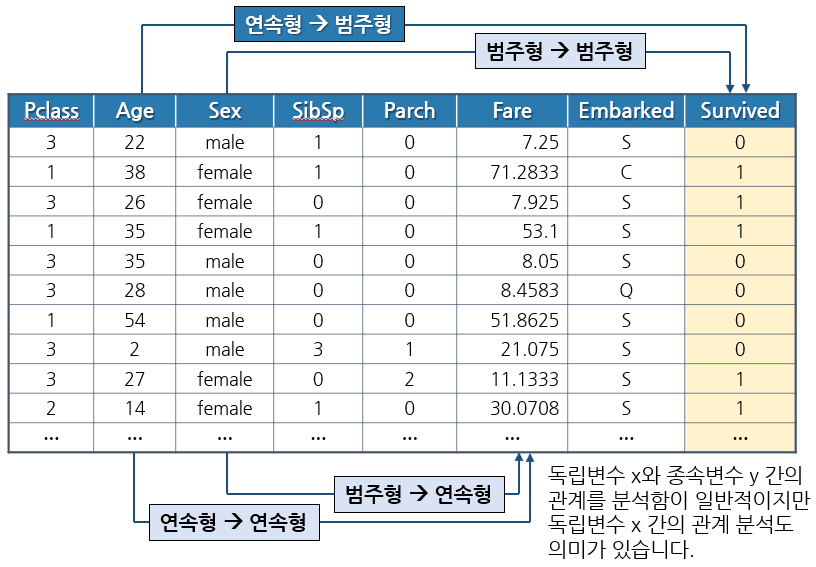 연속형 → 범주형
범주형 → 범주형
Pclass Age Sex SibSp Parch Fare Embarked Survived
3 22 male 1 0 7.25 S 0
1 38 female 1 0 71.2833 C 1
3 26 female 0 0 7.925 S 1
1 35 female 1 0 53.1 S 1
3 35 male 0 0 8.05 S 0
3 28 male 0 0 8.4583 Q 0
1 54 male 0 0 51.8625 S 0
3 2 male 3 1 21.075 S 0
3 27 female 0 2 11.1333 S 1
2 14 female 1 0 30.0708 S 1
... ... ... ... ... ... ... ...
범주형 → 연속형
연속형 → 연속형
독립변수 x와 종속변수 y 간의
관계를 분석함이 일반적이지만
독립변수 x 간의 관계 분석도
의미가 있습니다.